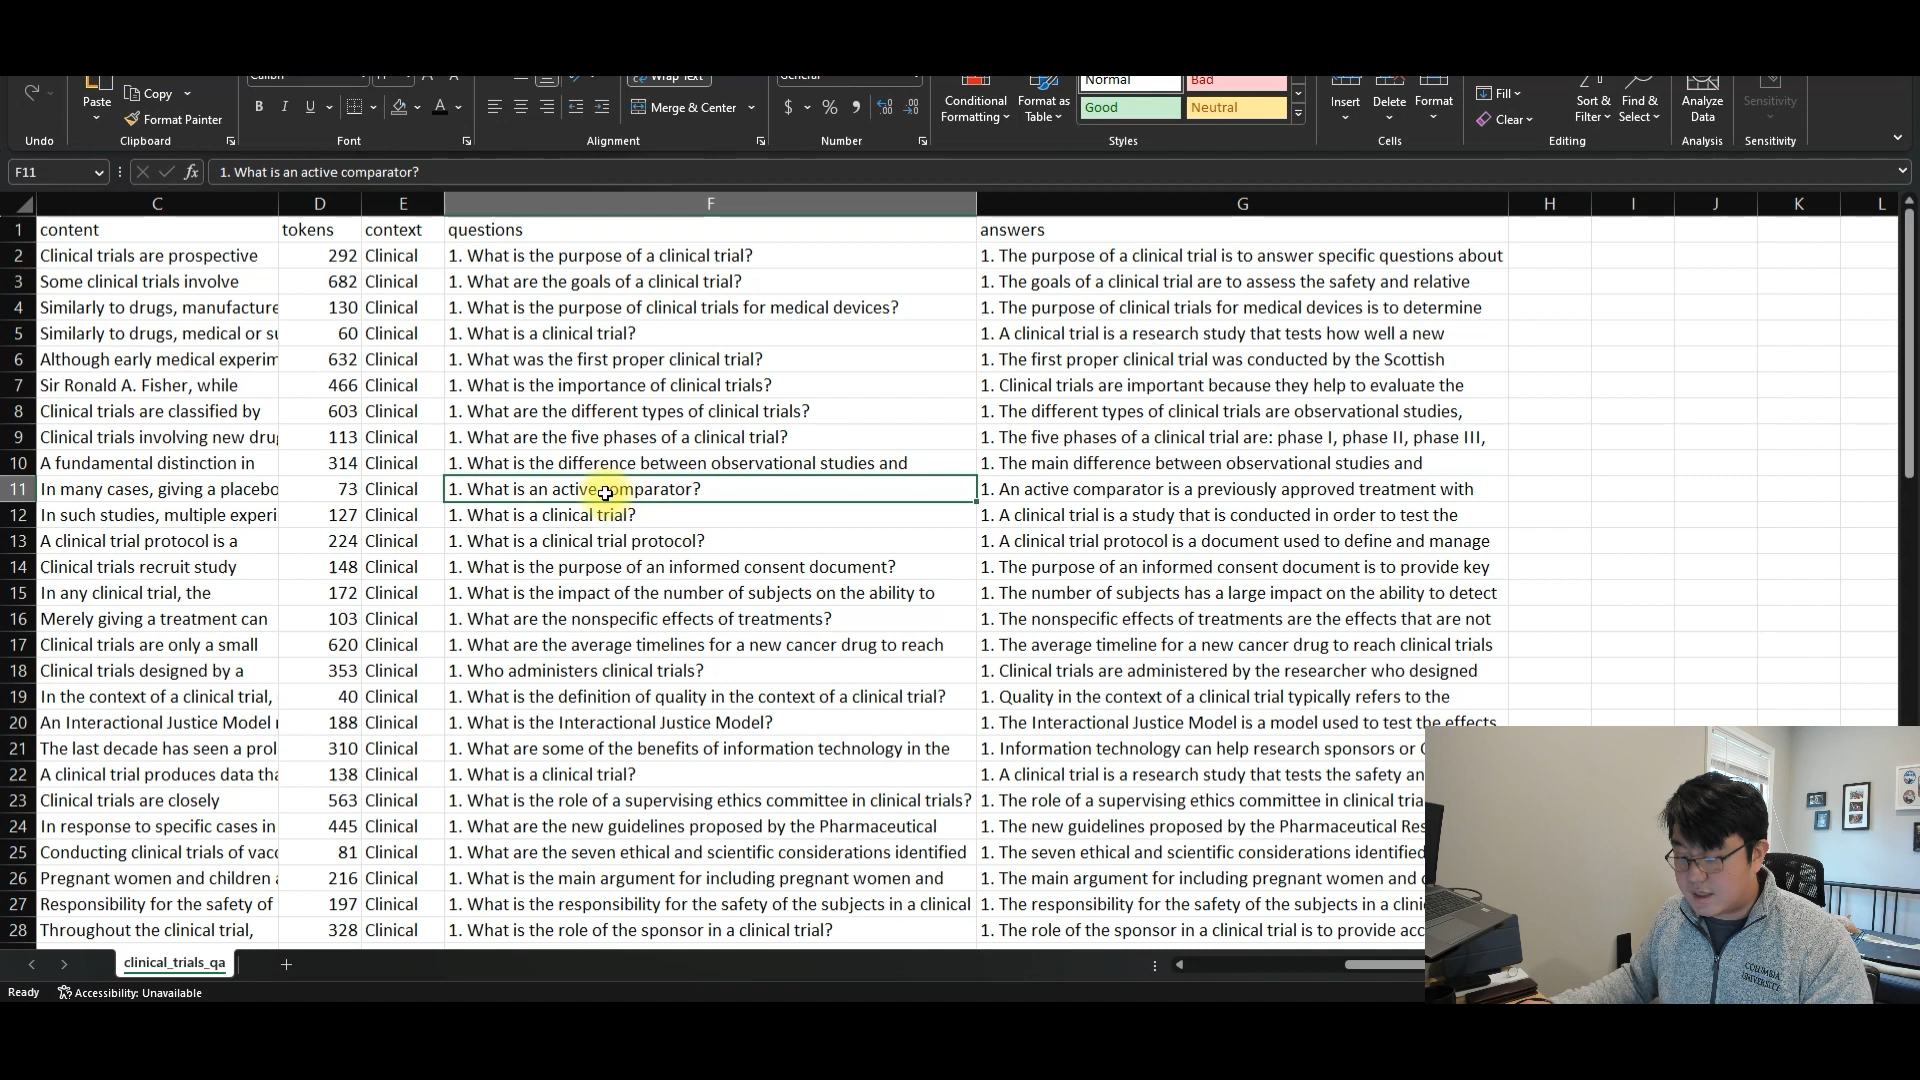 Calibri
Wrap Text
General
Normal
Bad
Paste
Copy
Format Painter
B I U
A
Merge & Center
$ % ,
Conditional Formatting
Format as Table
Good
Neutral
Insert
Delete
Format
Fill
Clear
Sort & Filter
Find & Select
Analyze Data
Sensitivity
Undo
Clipboard
Font
Alignment
Number
Styles
Cells
Editing
Analysis
Sensitivity
F11
fx
1. What is an active comparator?
C D E F G H I J K L
1 content tokens context questions answers
2 Clinical trials are prospective 292 Clinical 1. What is the purpose of a clinical trial? 1. The purpose of a clinical trial is to answer specific questions about
3 Some clinical trials involve 682 Clinical 1. What are the goals of a clinical trial? 1. The goals of a clinical trial are to assess the safety and relative
4 Similarly to drugs, manufacture 130 Clinical 1. What is the purpose of clinical trials for medical devices? 1. The purpose of clinical trials for medical devices is to determine
5 Similarly to drugs, medical or su 60 Clinical 1. What is a clinical trial? 1. A clinical trial is a research study that tests how well a new
6 Although early medical experim 632 Clinical 1. What was the first proper clinical trial? 1. The first proper clinical trial was conducted by the Scottish
7 Sir Ronald A. Fisher, while 466 Clinical 1. What is the importance of clinical trials? 1. Clinical trials are important because they help to evaluate the
8 Clinical trials are classified by 603 Clinical 1. What are the different types of clinical trials? 1. The different types of clinical trials are observational studies,
9 Clinical trials involving new dru 113 Clinical 1. What are the five phases of a clinical trial? 1. The five phases of a clinical trial are: phase I, phase II, phase III,
10 A fundamental distinction in 314 Clinical 1. What is the difference between observational studies and 1. The main difference between observational studies and
11 In many cases, giving a placebo 73 Clinical 1. What is an active comparator? 1. An active comparator is a previously approved treatment with
12 In such studies, multiple experi 127 Clinical 1. What is a clinical trial? 1. A clinical trial is a study that is conducted in order to test the
13 A clinical trial protocol is a 224 Clinical 1. What is a clinical trial protocol? 1. A clinical trial protocol is a document used to define and manage
14 Clinical trials recruit study 148 Clinical 1. What is the purpose of an informed consent document? 1. The purpose of an informed consent document is to provide key
15 In any clinical trial, the 172 Clinical 1. What is the impact of the number of subjects on the ability to 1. The number of subjects has a large impact on the ability to detect
16 Merely giving a treatment can 103 Clinical 1. What are the nonspecific effects of treatments? 1. The nonspecific effects of treatments are the effects that are not
17 Clinical trials are only a small 620 Clinical 1. What are the average timelines for a new cancer drug to reach 1. The average timeline for a new cancer drug to reach clinical trials
18 Clinical trials designed by a 353 Clinical 1. Who administers clinical trials? 1. Clinical trials are administered by the researcher who designed
19 In the context of a clinical trial, 40 Clinical 1. What is the definition of quality in the context of a clinical trial? 1. Quality in the context of a clinical trial typically refers to the
20 An Interactional Justice Model 188 Clinical 1. What is the Interactional Justice Model? 1. The Interactional Justice Model is a model used to test the effects
21 The last decade has seen a prol 310 Clinical 1. What are some of the benefits of information technology in the 1. Information technology can help research sponsors or
22 A clinical trial produces data tha 138 Clinical 1. What is a clinical trial? 1. A clinical trial is a research study that tests the safety an
23 Clinical trials are closely 563 Clinical 1. What is the role of a supervising ethics committee in clinical trials? 1. The role of a supervising ethics committee in clinical tria
24 In response to specific cases in 445 Clinical 1. What are the new guidelines proposed by the Pharmaceutical 1. The new guidelines proposed by the Pharmaceutical Res
25 Conducting clinical trials of vacc 81 Clinical 1. What are the seven ethical and scientific considerations identified 1. The seven ethical and scientific considerations identified
26 Pregnant women and children 216 Clinical 1. What is the main argument for including pregnant women and 1. The main argument for including pregnant women and
27 Responsibility for the safety of 197 Clinical 1. What is the responsibility for the safety of the subjects in a clinical 1. The responsibility for the safety of the subjects in a clini
28 Throughout the clinical trial, 328 Clinical 1. What is the role of the sponsor in a clinical trial? 1. The role of the sponsor in a clinical trial is to provide acc
clinical_trials_qa
Ready
Accessibility: Unavailable
COLUMBIA
UNIVERSITY